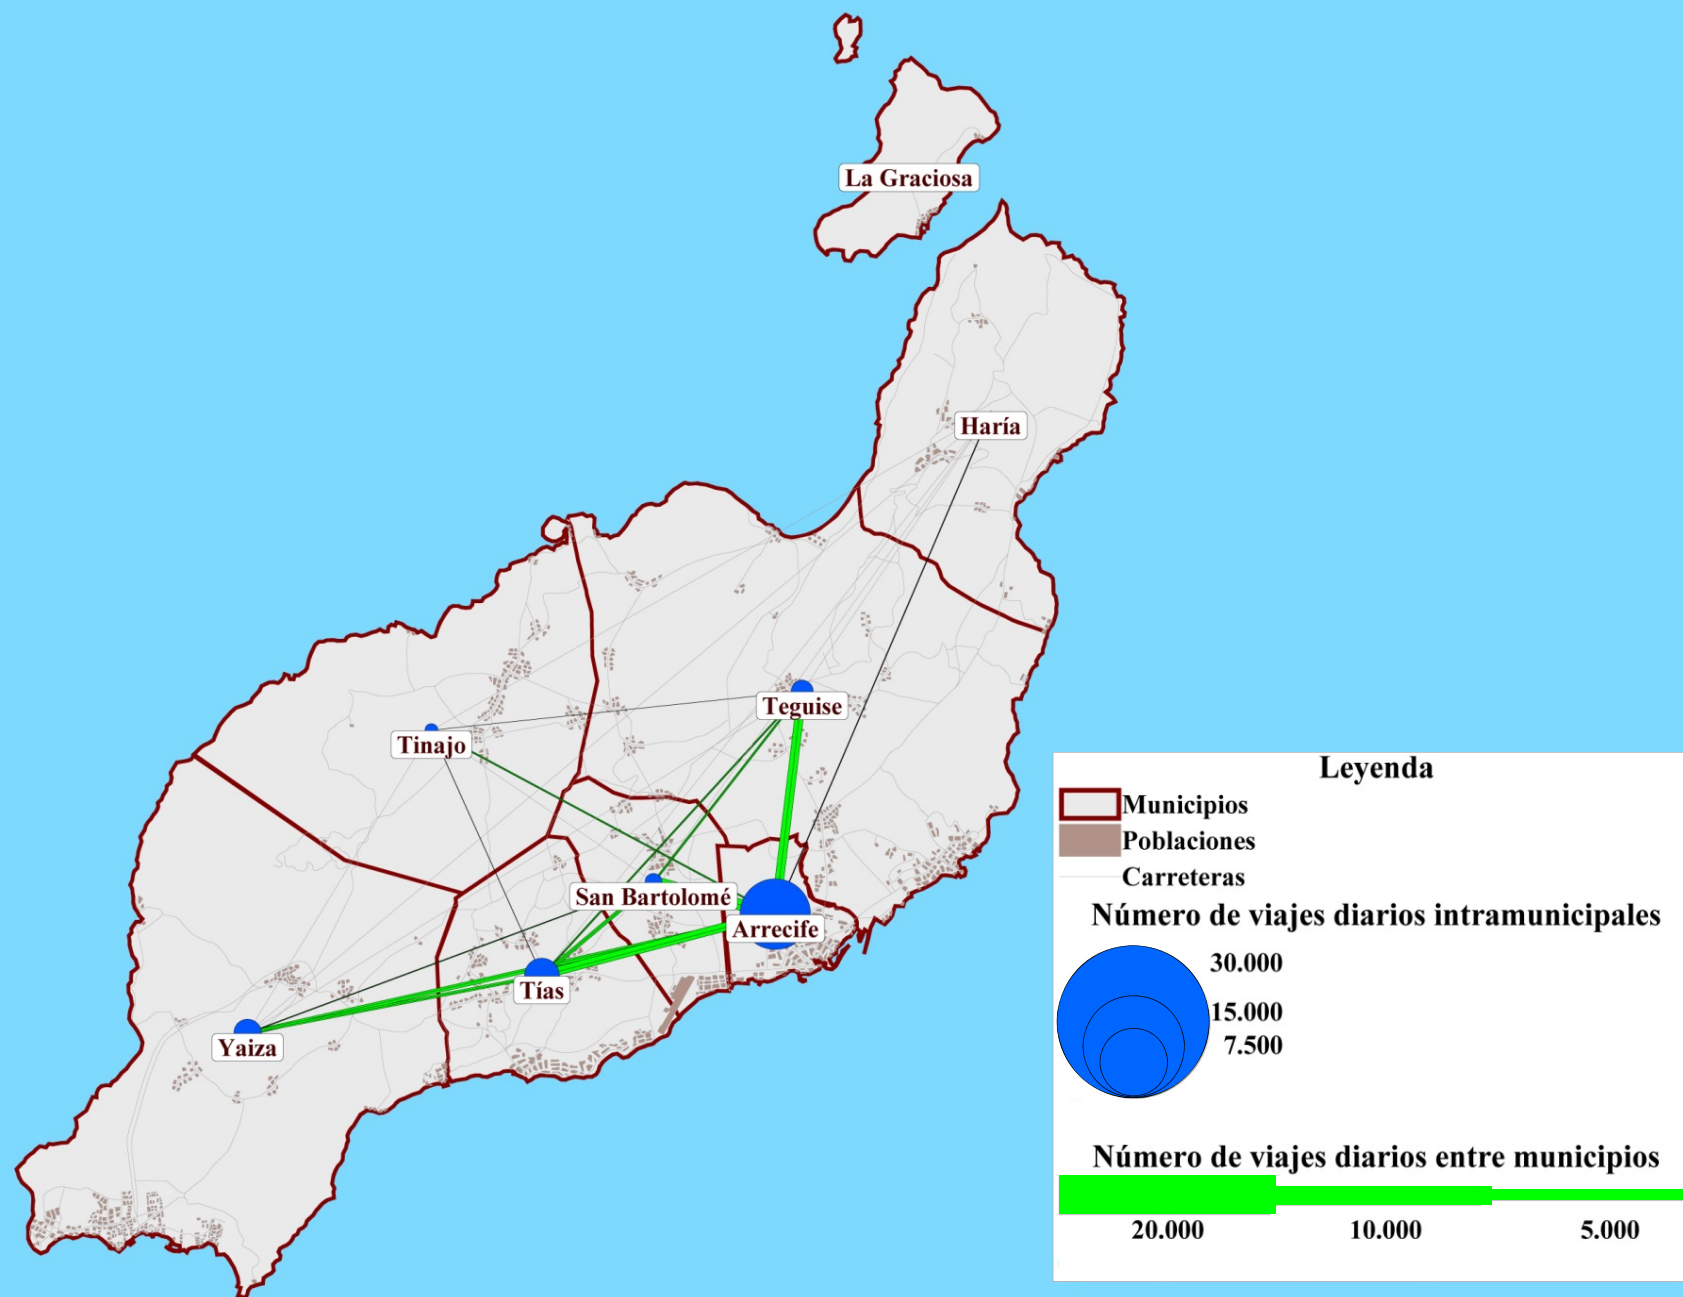 La Graciosa
Haría
Teguise
Tinajo
San Bartolomé
Arrecife
Tías
Yaiza
Leyenda
Municipios
Poblaciones
Carreteras
Número de viajes diarios intramunicipales
30.000
15.000
7.500
Número de viajes diarios entre municipios
20.000 10.000 5.000